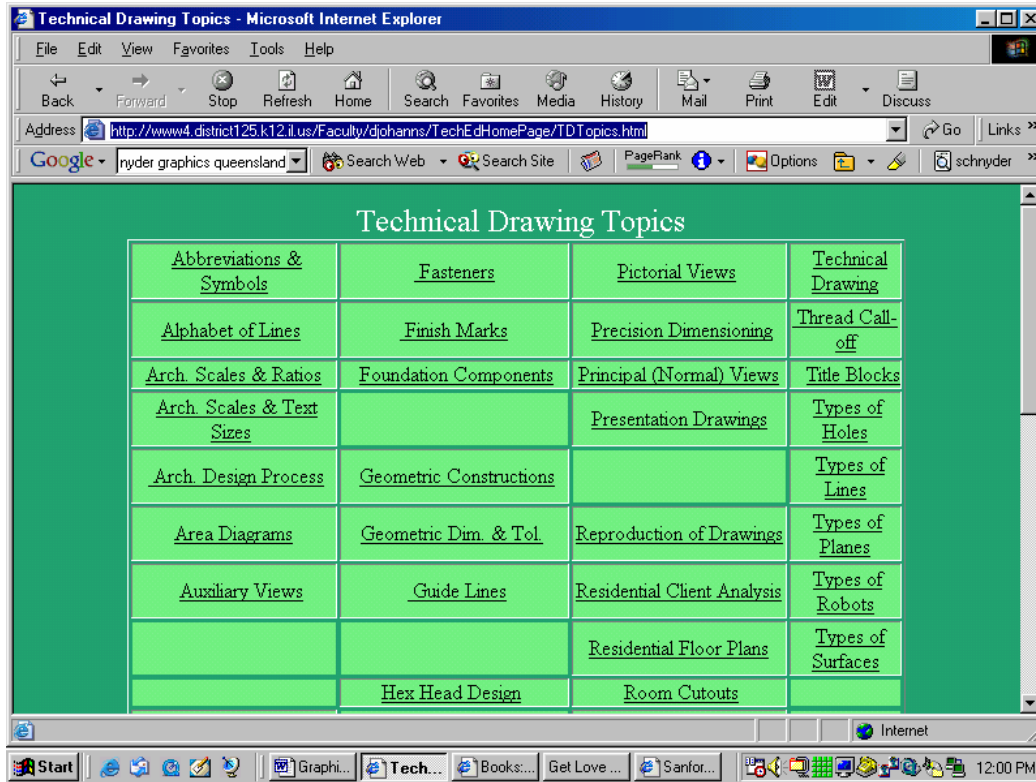 Technical Drawing Topics - Microsoft Internet Explorer
File Edit View Favorites Tools Help
Back Forward Stop Refresh Home Search Favorites Media History Mail Print Edit Discuss
Address http://www4.district125.k12.il.us/Faculty/djohanns/TechEdHomePage/TDTopics.html Go Links »
Google nyder graphics queensland Search Web Search Site PageRank Options schnyder »
Technical Drawing Topics
Abbreviations &
Symbols
Fasteners
Pictorial Views
Technical
Drawing
Alphabet of Lines
Finish Marks
Precision Dimensioning
Thread Call-
off
Arch. Scales & Ratios
Foundation Components
Principal (Normal) Views
Title Blocks
Arch. Scales & Text
Sizes
Presentation Drawings
Types of
Holes
Arch. Design Process
Geometric Constructions
Types of
Lines
Area Diagrams
Geometric Dim. & Tol.
Reproduction of Drawings
Types of
Planes
Auxiliary Views
Guide Lines
Residential Client Analysis
Types of
Robots
Residential Floor Plans
Types of
Surfaces
Hex Head Design
Room Cutouts
Internet
Start Graphi... Tech... Books:... Get Love ... Sanfor... 12:00 PM